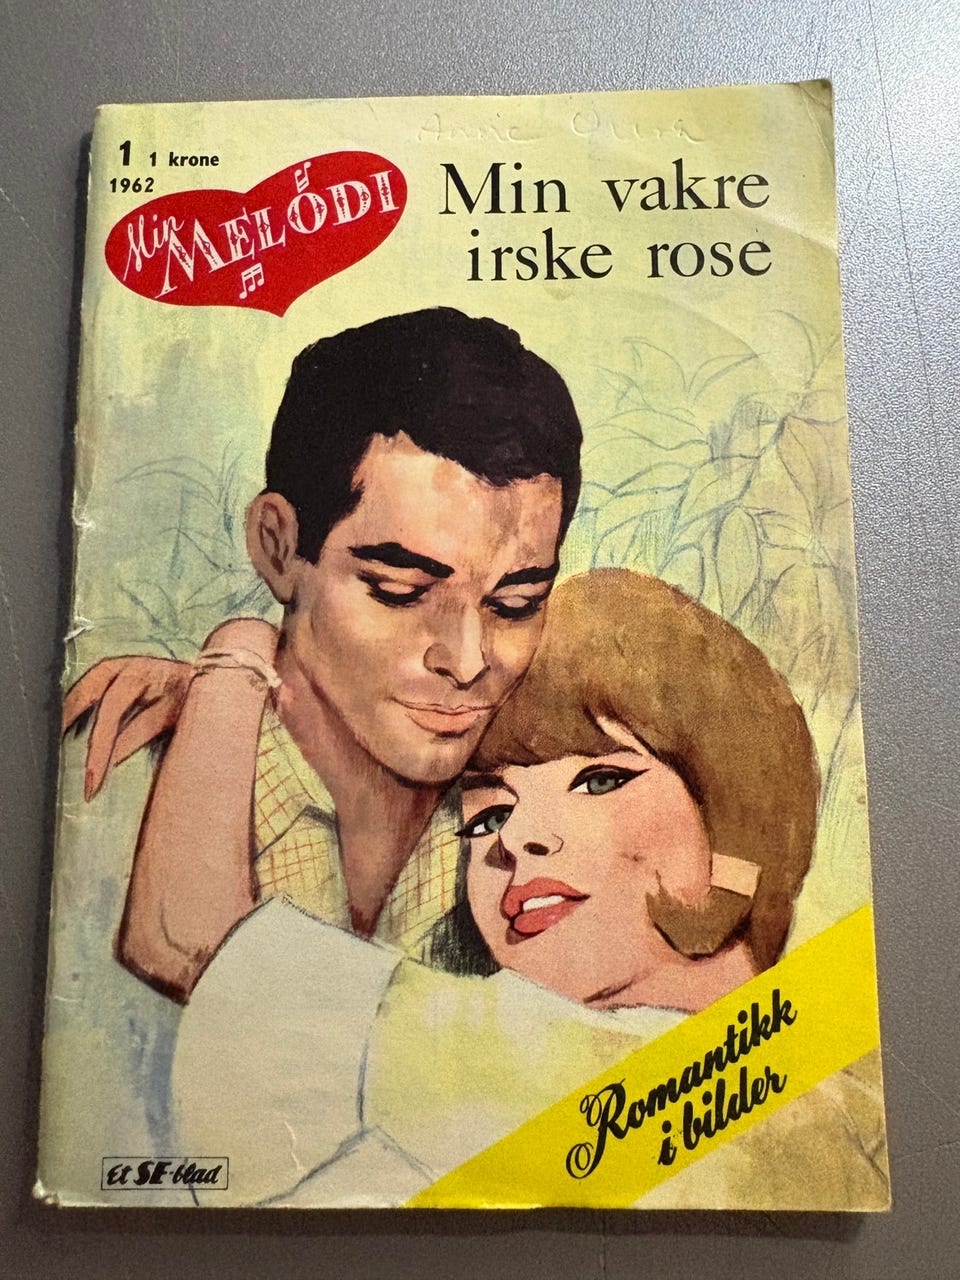 1 1 krone
1962
Min
MELODI
Min vakre
irske rose
Romantikk
i bilder
Et SE-blad